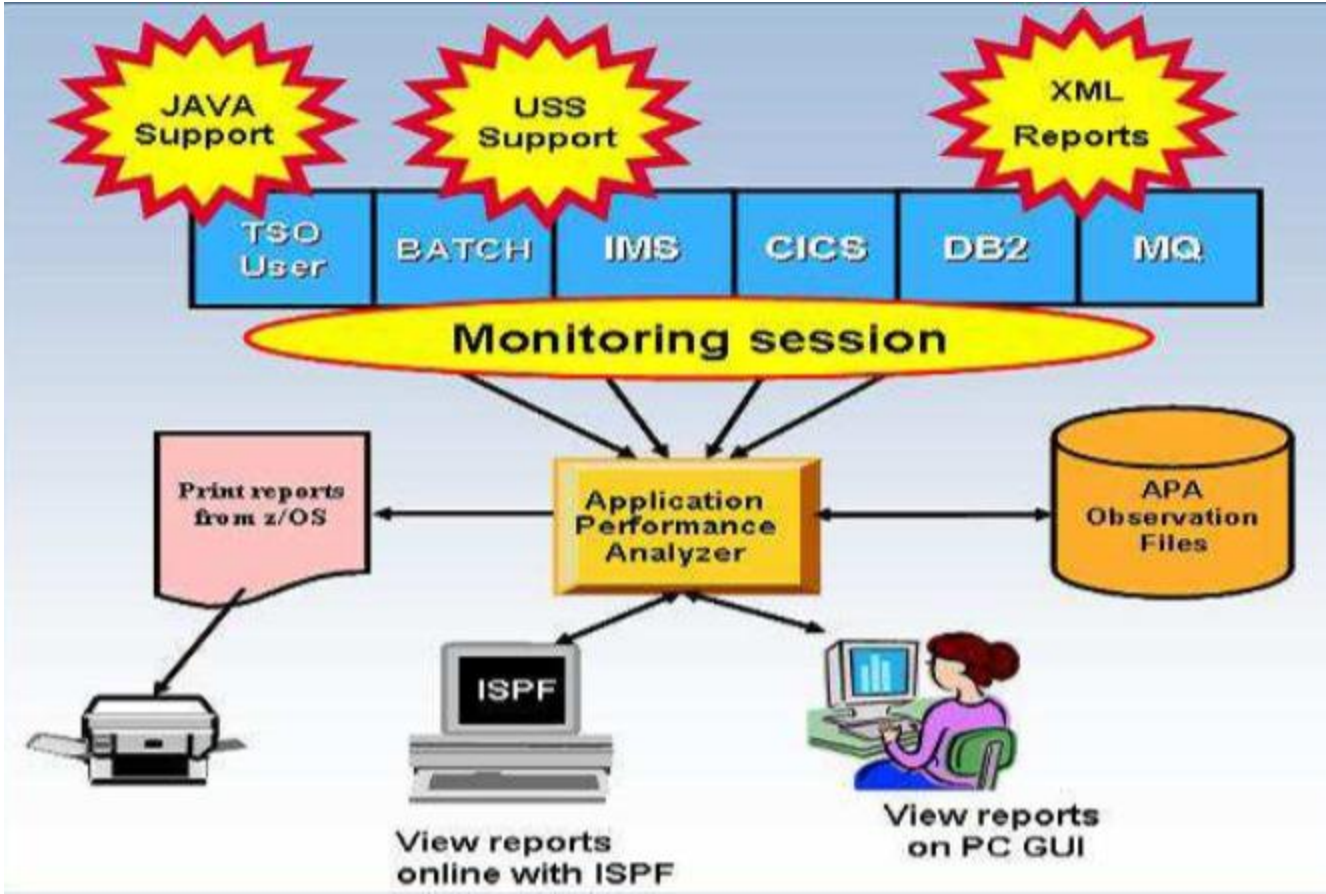 JAVA
Support
USS
Support
XML
Reports
TSO
User
BATCH
IMS
CICS
DB2
MQ
Monitoring session
Print reports
from z/OS
Application
Performance
Analyzer
APA
Observation
Files
ISPF
View reports
online with ISPF
View reports
on PC GUI